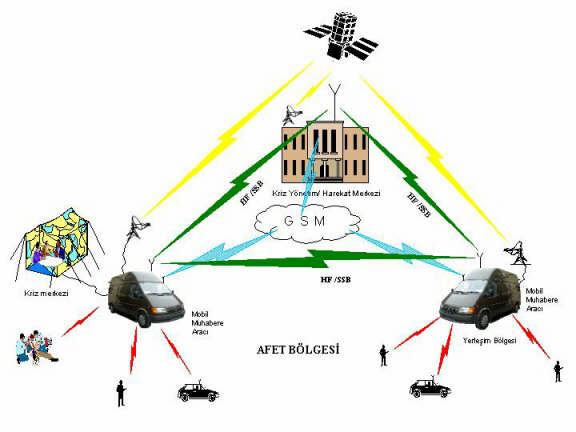 Kriz Yönetim/ Harekat Merkezi
HF /SSB
HF /SSB
G S M
HF /SSB
Kriz merkezi
Mobil
Muhabere
Aracı
Mobil
Muhabere
Aracı
Yerleşim Bölgesi
AFET BÖLGESİ